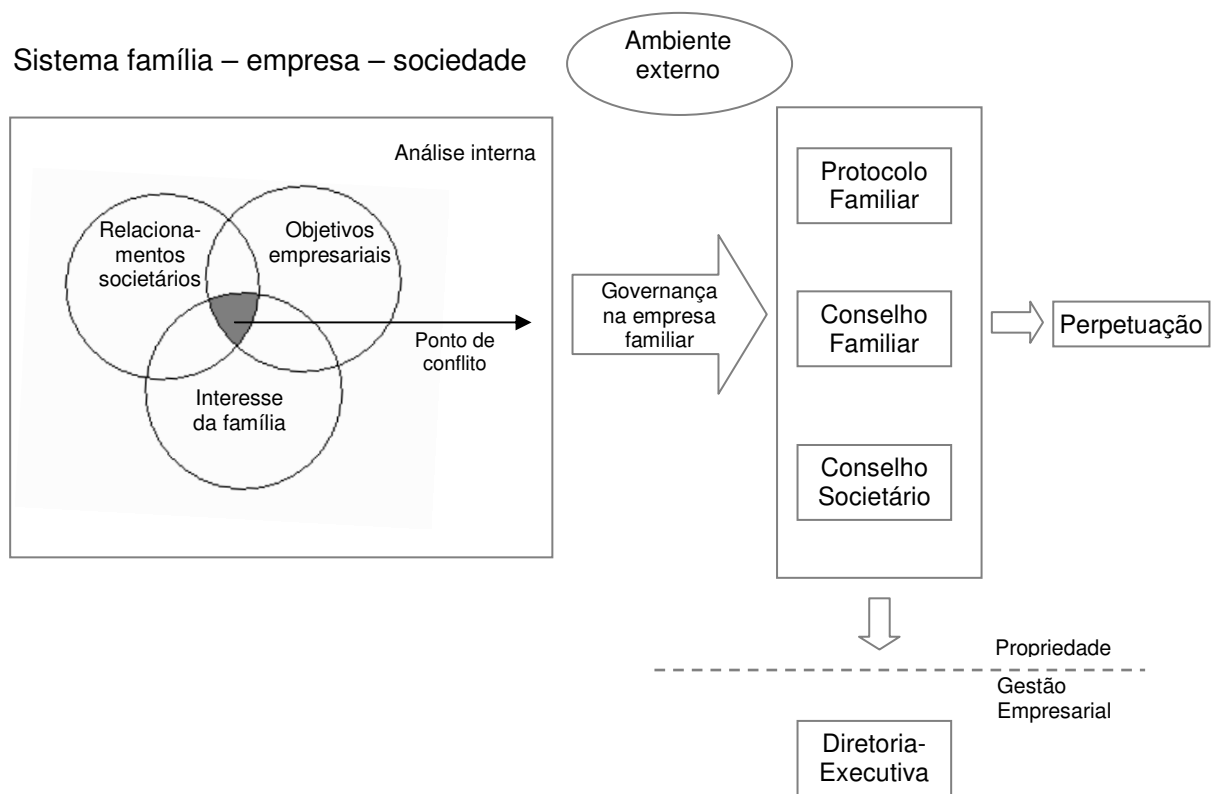 Sistema família – empresa – sociedade
Ambiente
externo
Análise interna
Relaciona-
mentos
societários
Objetivos
empresariais
Ponto de
conflito
Interesse
da família
Governança
na empresa
familiar
Protocolo
Familiar
Conselho
Familiar
Conselho
Societário
Perpetuação
Propriedade
Gestão
Empresarial
Diretoria-
Executiva